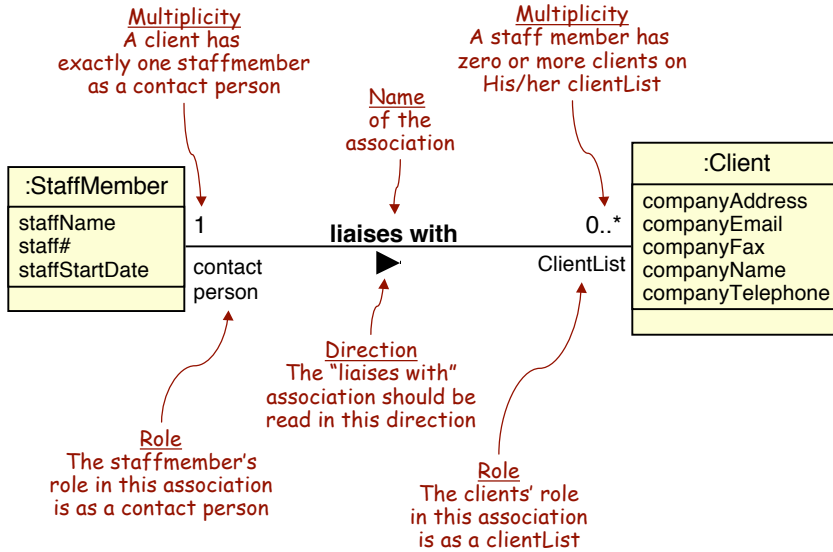 Multiplicity
A client has
exactly one staffmember
as a contact person
Multiplicity
A staff member has
zero or more clients on
His/her clientList
Name
of the
association
:StaffMember
staffName
staff#
staffStartDate
1
contact
person
liaises with
0..*
ClientList
:Client
companyAddress
companyEmail
companyFax
companyName
companyTelephone
Direction
The “liaises with”
association should be
read in this direction
Role
The staffmember’s
role in this association
is as a contact person
Role
The clients’ role
in this association
is as a clientList